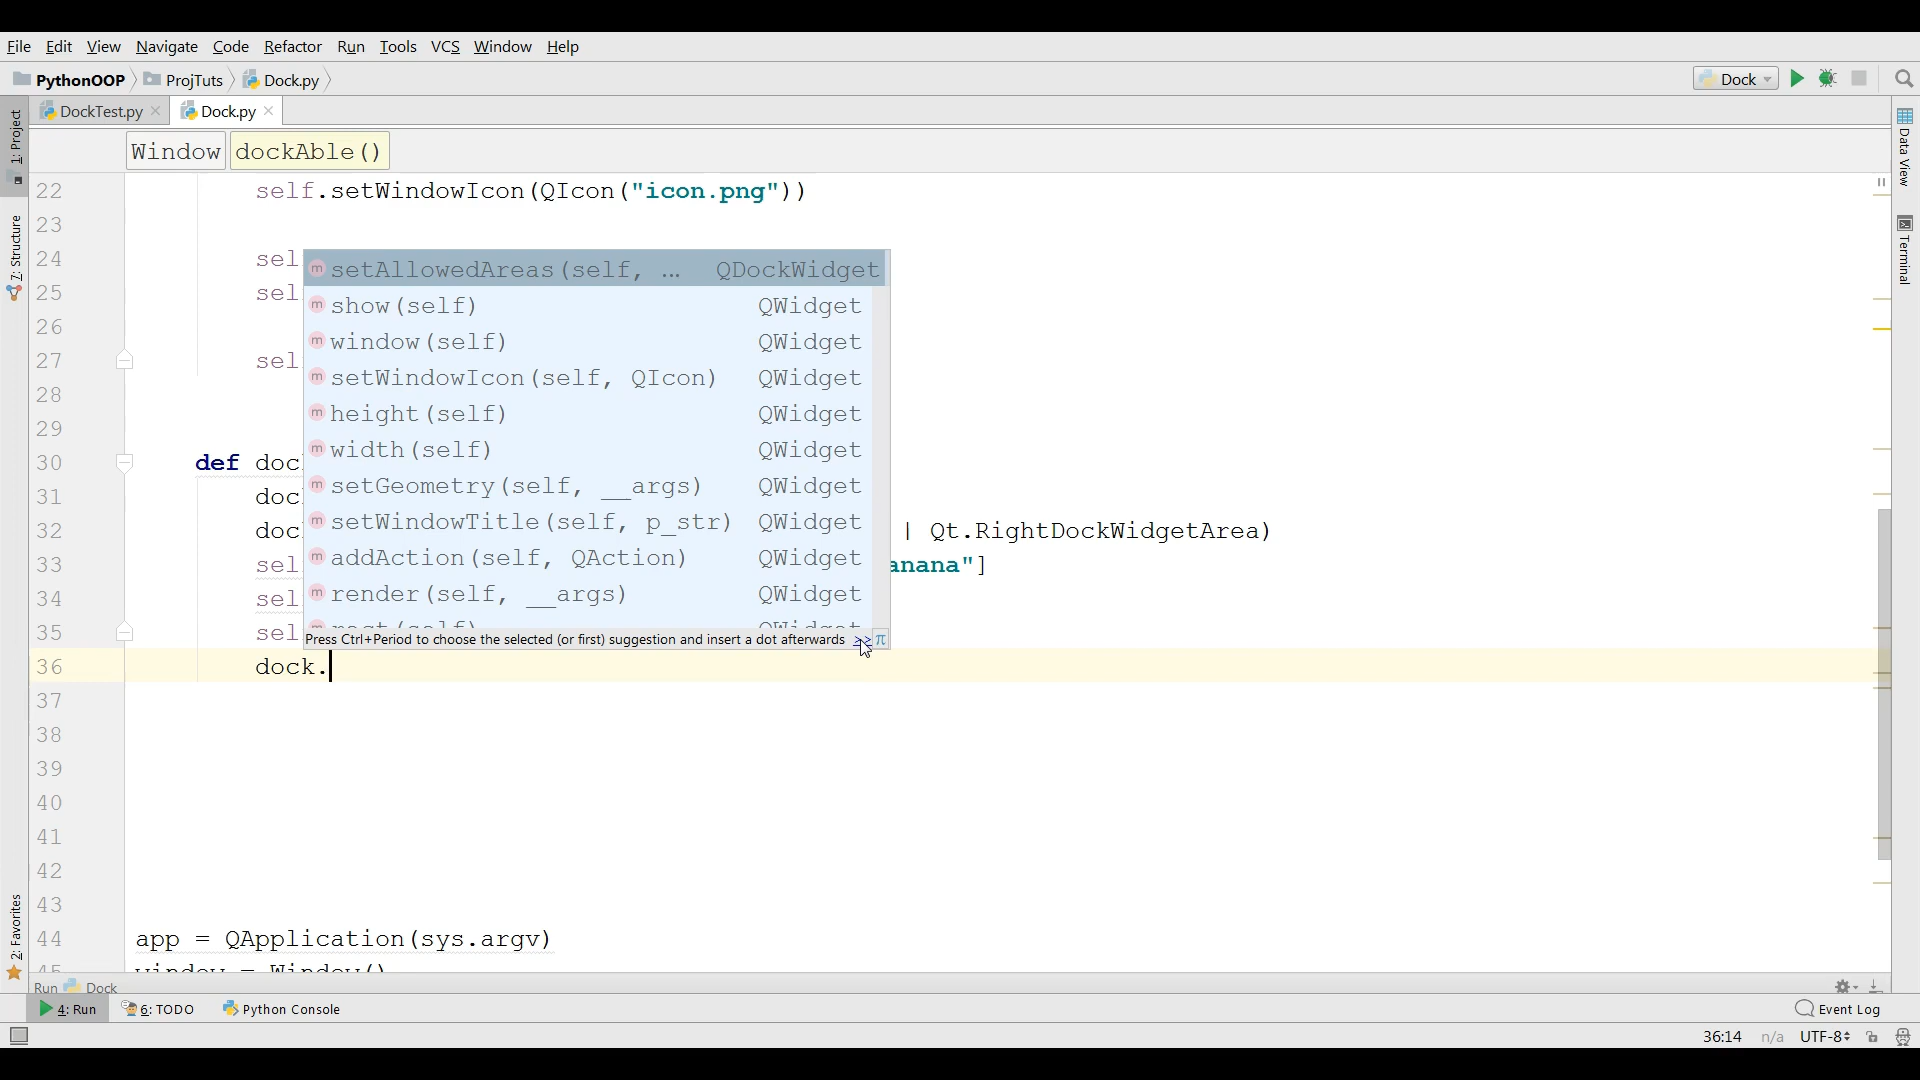 File Edit View Navigate Code Refactor Run Tools VCS Window Help
PythonOOP ProjTuts Dock.py Dock
DockTest.py Dock.py
Window dockAble()
1: Project
7: Structure
2: Favorites
Data View
Terminal
22 self.setWindowIcon(QIcon("icon.png"))
23
24 sel
25 sel
26
27 sel
28
29
30 def doc
31 doc
32 doc | Qt.RightDockWidgetArea)
33 sel anana"]
34 sel
35 sel
36 dock.
37
38
39
40
41
42
43
44 app = QApplication(sys.argv)
45 window = Window()
setAllowedAreas(self, ... QDockWidget
show(self) QWidget
window(self) QWidget
setWindowIcon(self, QIcon) QWidget
height(self) QWidget
width(self) QWidget
setGeometry(self, __args) QWidget
setWindowTitle(self, p_str) QWidget
addAction(self, QAction) QWidget
render(self, __args) QWidget
rect(self) QWidget
Press Ctrl+Period to choose the selected (or first) suggestion and insert a dot afterwards >> π
Run Dock
4: Run 6: TODO Python Console Event Log
36:14 n/a UTF-8